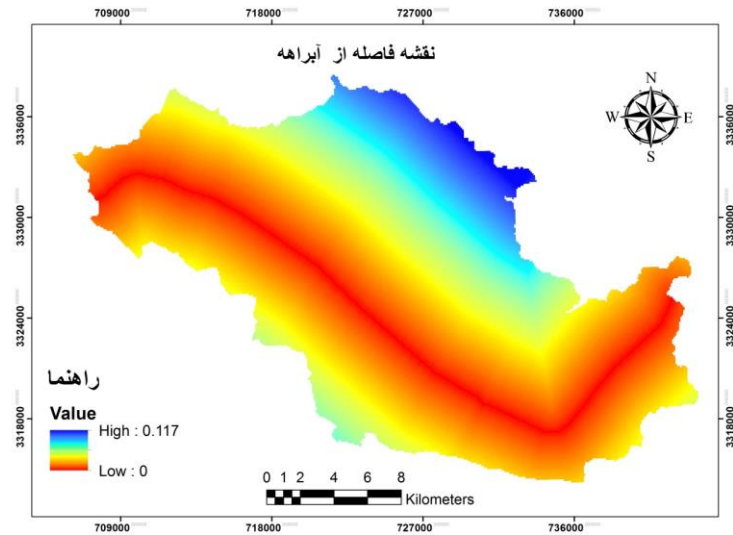 709000 718000 727000 736000
نقشه فاصله از آبراهه
N
W E
S
3336000 3336000
3330000 3330000
3324000 3324000
3318000 3318000
راهنما
Value
High : 0.117
Low : 0
0 1 2 4 6 8
Kilometers
709000 718000 727000 736000